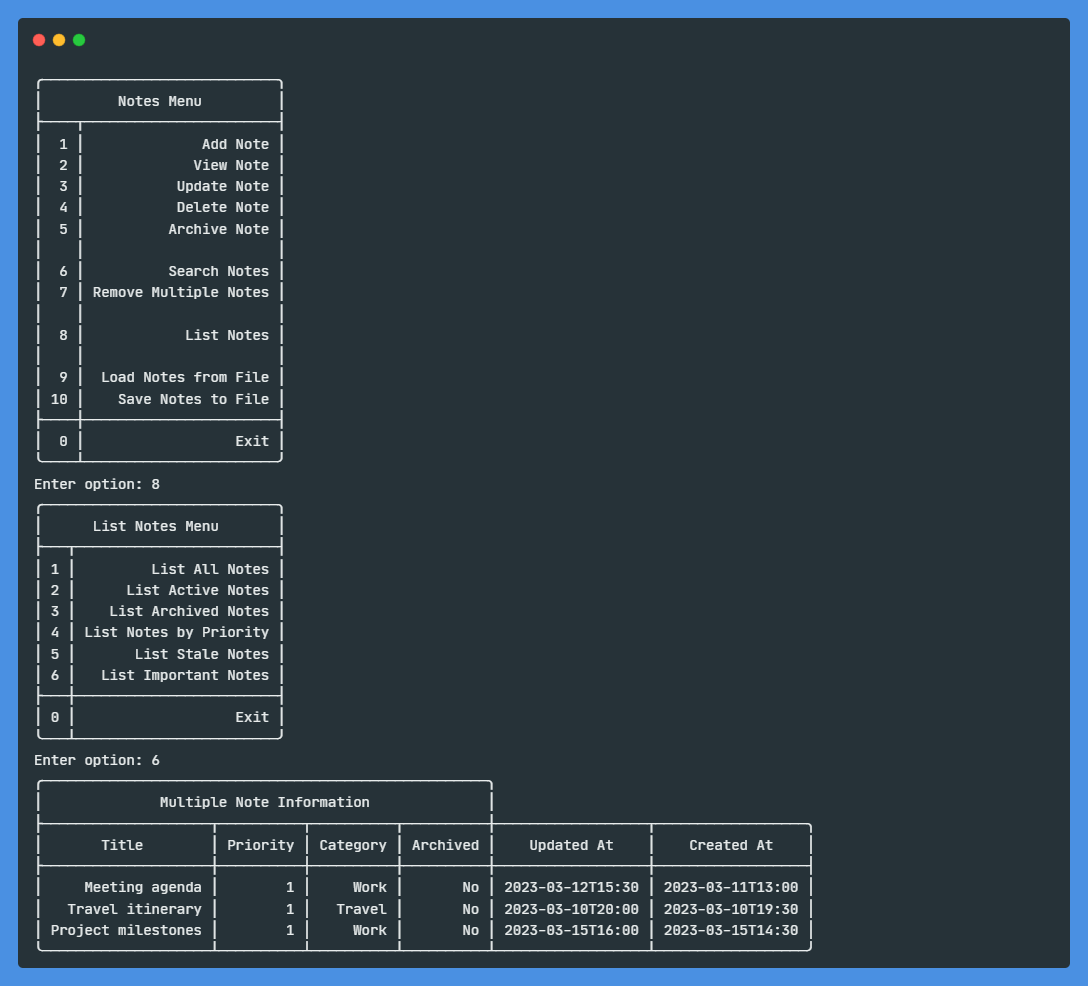 Notes Menu
1 Add Note
2 View Note
3 Update Note
4 Delete Note
5 Archive Note
6 Search Notes
7 Remove Multiple Notes
8 List Notes
9 Load Notes from File
10 Save Notes to File
0 Exit
Enter option: 8
List Notes Menu
1 List All Notes
2 List Active Notes
3 List Archived Notes
4 List Notes by Priority
5 List Stale Notes
6 List Important Notes
0 Exit
Enter option: 6
Multiple Note Information
Title Priority Category Archived Updated At Created At
Meeting agenda 1 Work No 2023-03-12T15:30 2023-03-11T13:00
Travel itinerary 1 Travel No 2023-03-10T20:00 2023-03-10T19:30
Project milestones 1 Work No 2023-03-15T16:00 2023-03-15T14:30